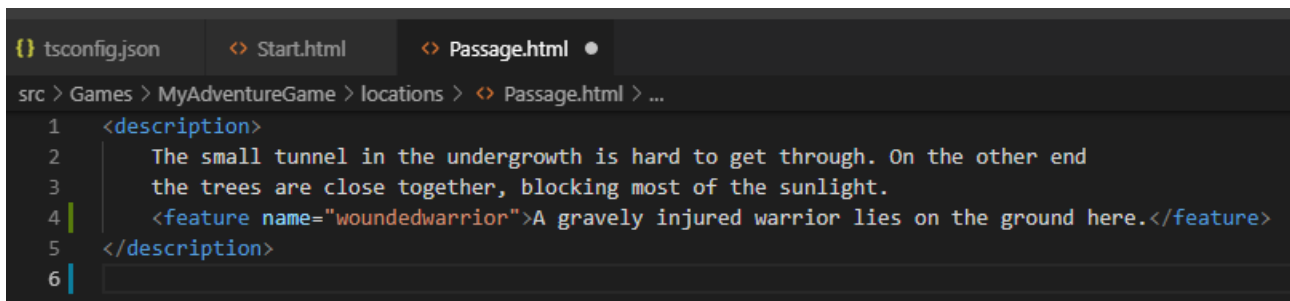 {} tsconfig.json <> Start.html <> Passage.html ●
src > Games > MyAdventureGame > locations > <> Passage.html > ...
1 <description>
2 The small tunnel in the undergrowth is hard to get through. On the other end
3 the trees are close together, blocking most of the sunlight.
4 <feature name="woundedwarrior">A gravely injured warrior lies on the ground here.</feature>
5 </description>
6